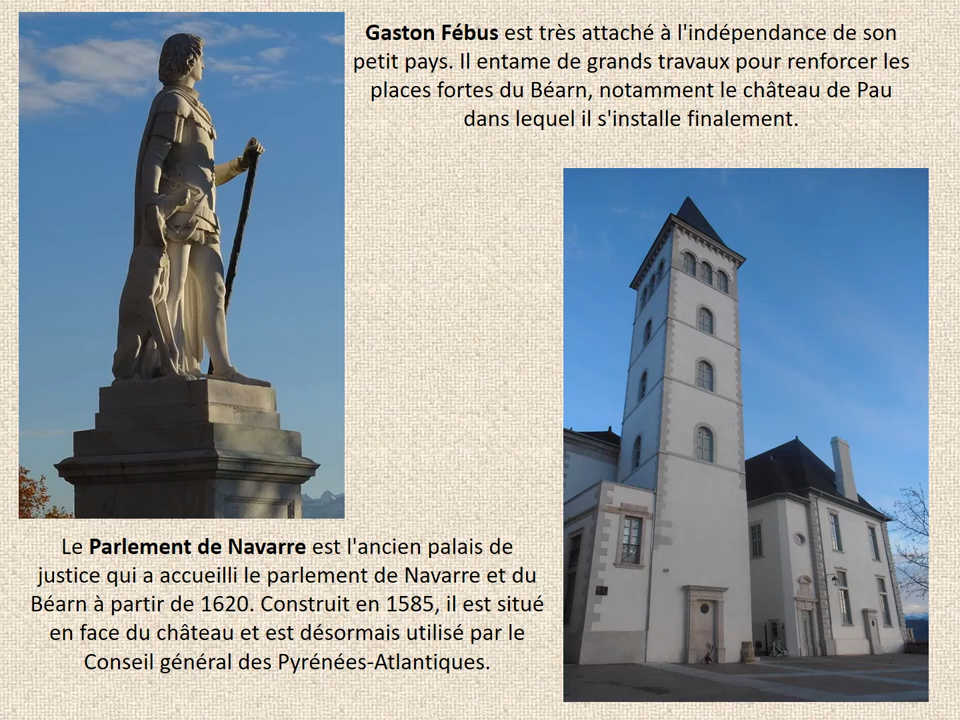 Gaston Fébus est très attaché à l'indépendance de son
petit pays. Il entame de grands travaux pour renforcer les
places fortes du Béarn, notamment le château de Pau
dans lequel il s'installe finalement.
Le Parlement de Navarre est l'ancien palais de
justice qui a accueilli le parlement de Navarre et du
Béarn à partir de 1620. Construit en 1585, il est situé
en face du château et est désormais utilisé par le
Conseil général des Pyrénées-Atlantiques.